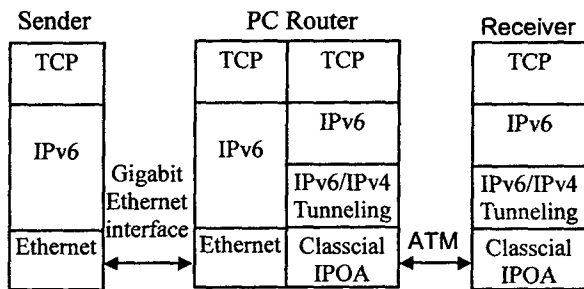 Sender
PC Router
Receiver
TCP
TCP
TCP
TCP
IPv6
IPv6
IPv6
IPv6
Gigabit
Ethernet
interface
IPv6/IPv4
Tunneling
IPv6/IPv4
Tunneling
Ethernet
Ethernet
Classcial
IPOA
ATM
Classcial
IPOA